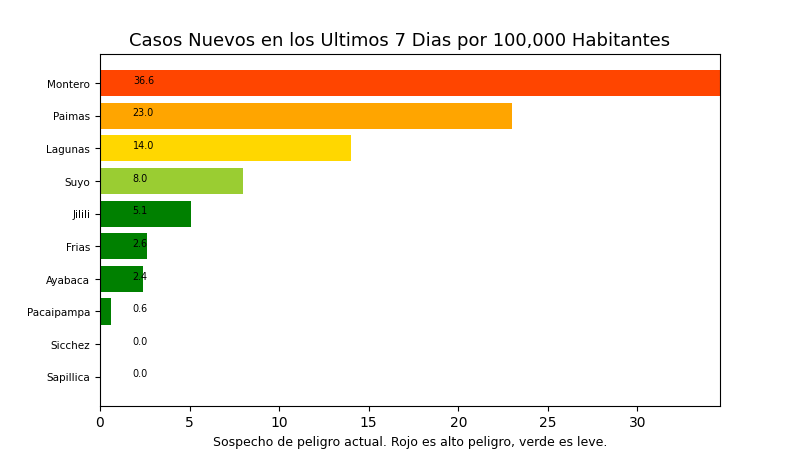 Casos Nuevos en los Ultimos 7 Dias por 100,000 Habitantes
Montero 36.6
Paimas 23.0
Lagunas 14.0
Suyo 8.0
Jilili 5.1
Frias 2.6
Ayabaca 2.4
Pacaipampa 0.6
Sicchez 0.0
Sapillica 0.0
0 5 10 15 20 25 30
Sospecho de peligro actual. Rojo es alto peligro, verde es leve.